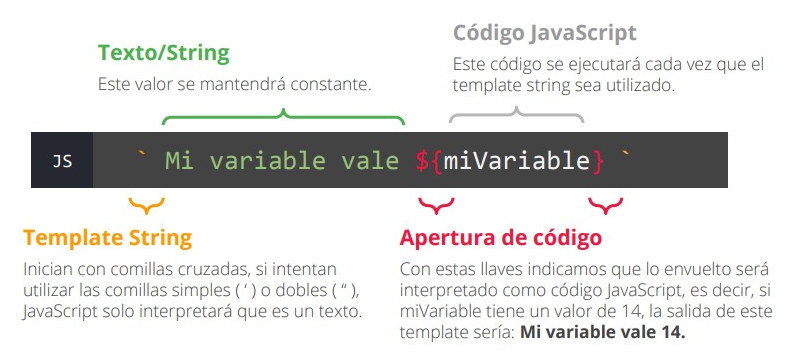 Texto/String
Este valor se mantendrá constante.
Código JavaScript
Este código se ejecutará cada vez que el
template string sea utilizado.
JS
` Mi variable vale ${miVariable} `
Template String
Inician con comillas cruzadas, si intentan
utilizar las comillas simples ( ‘ ) o dobles ( “ ),
JavaScript solo interpretará que es un texto.
Apertura de código
Con estas llaves indicamos que lo envuelto será
interpretado como código JavaScript, es decir, si
miVariable tiene un valor de 14, la salida de este
template sería: Mi variable vale 14.